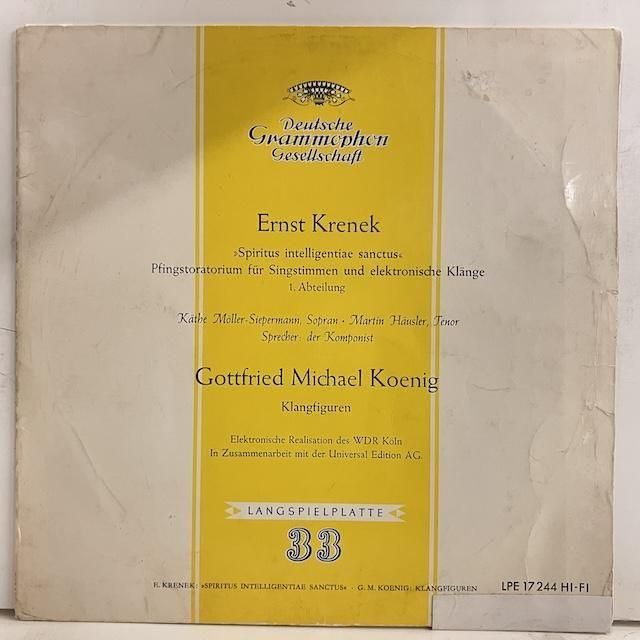 Deutsche
Grammophon
Gesellschaft
Ernst Krenek
»Spiritus intelligentiae sanctus«
Pfingstoratorium für Singstimmen und elektronische Klänge
1. Abteilung
Käthe Möller-Siepermann, Sopran · Martin Häusler, Tenor
Sprecher: der Komponist
Gottfried Michael Koenig
Klangfiguren
Elektronische Realisation des WDR Köln
In Zusammenarbeit mit der Universal Edition AG.
LANGSPIELPLATTE
33
E. KRENEK: »SPIRITUS INTELLIGENTIAE SANCTUS« · G. M. KOENIG: KLANGFIGUREN LPE 17 244 HI-FI